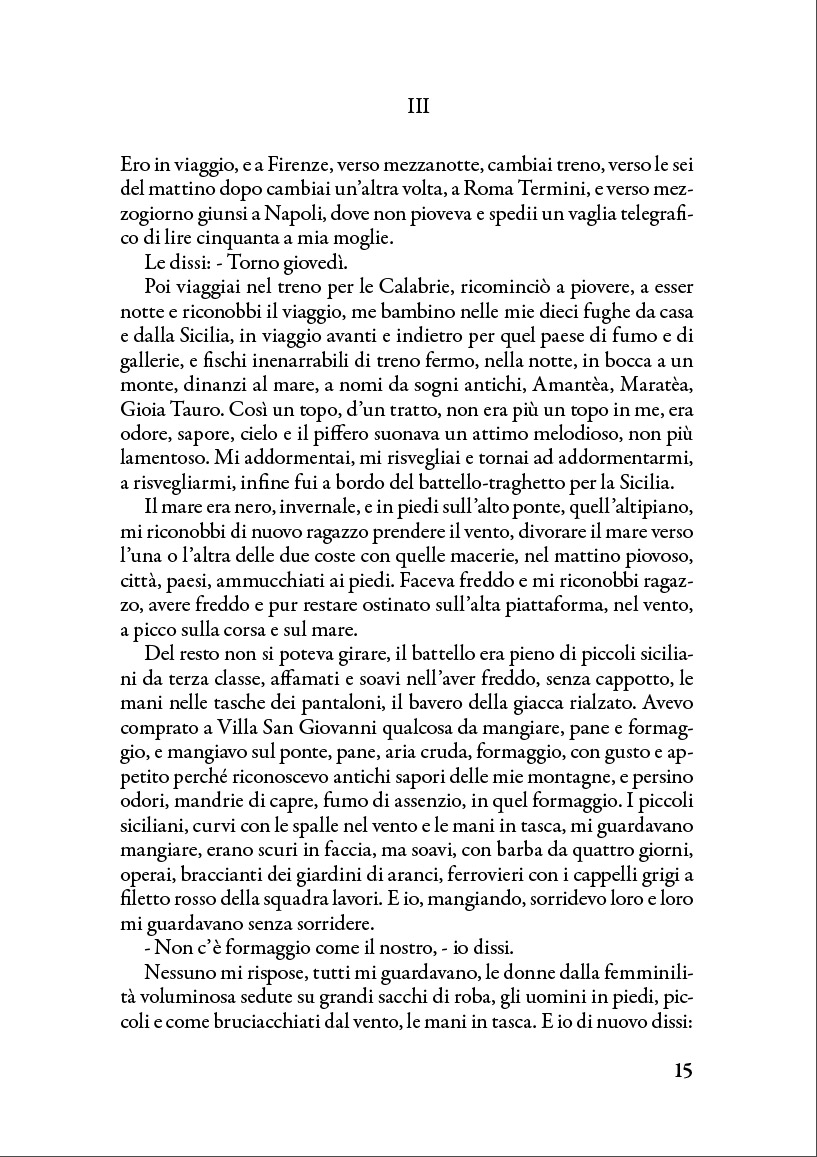 III
Ero in viaggio, e a Firenze, verso mezzanotte, cambiai treno, verso le sei
del mattino dopo cambiai un'altra volta, a Roma Termini, e verso mez-
zogiorno giunsi a Napoli, dove non pioveva e spedii un vaglia telegrafi-
co di lire cinquanta a mia moglie.
Le dissi: - Torno giovedì.
Poi viaggiai nel treno per le Calabrie, ricominciò a piovere, a esser
notte e riconobbi il viaggio, me bambino nelle mie dieci fughe da casa
e dalla Sicilia, in viaggio avanti e indietro per quel paese di fumo e di
gallerie, e fischi inenarrabili di treno fermo, nella notte, in bocca a un
monte, dinanzi al mare, a nomi da sogni antichi, Amantèa, Maratèa,
Gioia Tauro. Così un topo, d'un tratto, non era più un topo in me, era
odore, sapore, cielo e il piffero suonava un attimo melodioso, non più
lamentoso. Mi addormentai, mi risvegliai e tornai ad addormentarmi,
a risvegliarmi, infine fui a bordo del battello-traghetto per la Sicilia.
Il mare era nero, invernale, e in piedi sull'alto ponte, quell'altipiano,
mi riconobbi di nuovo ragazzo prendere il vento, divorare il mare verso
l'una o l'altra delle due coste con quelle macerie, nel mattino piovoso,
città, paesi, ammucchiati ai piedi. Faceva freddo e mi riconobbi ragaz-
zo, avere freddo e pur restare ostinato sull'alta piattaforma, nel vento,
a picco sulla corsa e sul mare.
Del resto non si poteva girare, il battello era pieno di piccoli sicilia-
ni da terza classe, affamati e soavi nell'aver freddo, senza cappotto, le
mani nelle tasche dei pantaloni, il bavero della giacca rialzato. Avevo
comprato a Villa San Giovanni qualcosa da mangiare, pane e formag-
gio, e mangiavo sul ponte, pane, aria cruda, formaggio, con gusto e ap-
petito perché riconoscevo antichi sapori delle mie montagne, e persino
odori, mandrie di capre, fumo di assenzio, in quel formaggio. I piccoli
siciliani, curvi con le spalle nel vento e le mani in tasca, mi guardavano
mangiare, erano scuri in faccia, ma soavi, con barba da quattro giorni,
operai, braccianti dei giardini di aranci, ferrovieri con i cappelli grigi a
filetto rosso della squadra lavori. E io, mangiando, sorridevo loro e loro
mi guardavano senza sorridere.
- Non c'è formaggio come il nostro, - io dissi.
Nessuno mi rispose, tutti mi guardavano, le donne dalla femminili-
tà voluminosa sedute su grandi sacchi di roba, gli uomini in piedi, pic-
coli e come bruciacchiati dal vento, le mani in tasca. E io di nuovo dissi:
15